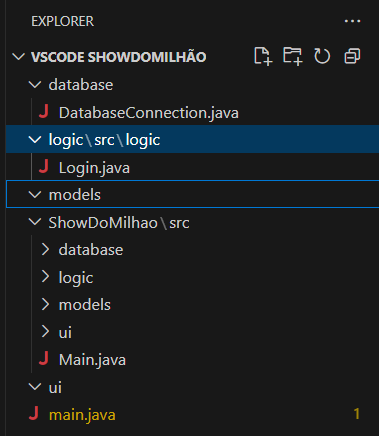 EXPLORER
VSCODE SHOWDOMILHÃO
database
J DatabaseConnection.java
logic\src\logic
J Login.java
models
ShowDoMilhao\src
database
logic
models
ui
J Main.java
ui
J main.java 1